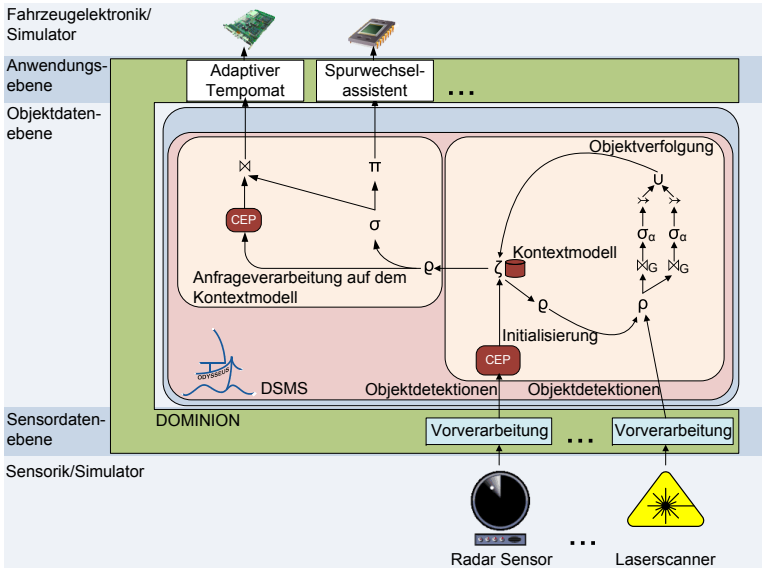 Fahrzeugelektronik/
Simulator
Anwendungs-
ebene
Adaptiver
Tempomat
Spurwechsel-
assistent
...
Objektdaten-
ebene
Objektverfolgung
⋈
π
∪
↣
↣
CEP
σ
σα
σα
Kontextmodell
⋈G
⋈G
ϱ
ζ
Anfrageverarbeitung auf dem
Kontextmodell
ϱ
ρ
Initialisierung
CEP
ODYSSEUS
DSMS
Objektdetektionen
Objektdetektionen
Sensordaten-
ebene
DOMINION
Vorverarbeitung
...
Vorverarbeitung
Sensorik/Simulator
...
Radar Sensor
Laserscanner